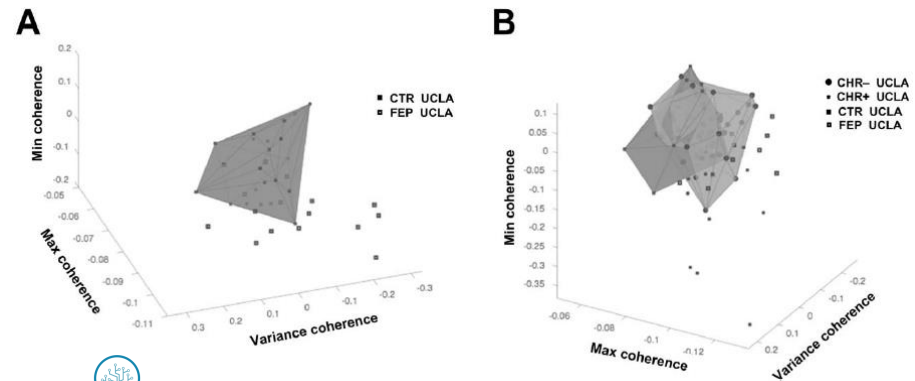 A
0.2
0.1
0
-0.1
-0.2
Min coherence
-0.05
-0.06
-0.07
-0.08
-0.09
-0.1
-0.11
Max coherence
0.3
0.2
0.1
0
-0.1
-0.2
-0.3
Variance coherence
CTR UCLA
FEP UCLA
B
0.1
0.05
0
-0.05
-0.1
-0.15
-0.2
-0.25
-0.3
-0.35
Min coherence
-0.06
-0.08
-0.1
-0.12
Max coherence
0.2
0.1
0
-0.1
-0.2
Variance coherence
CHR– UCLA
CHR+ UCLA
CTR UCLA
FEP UCLA